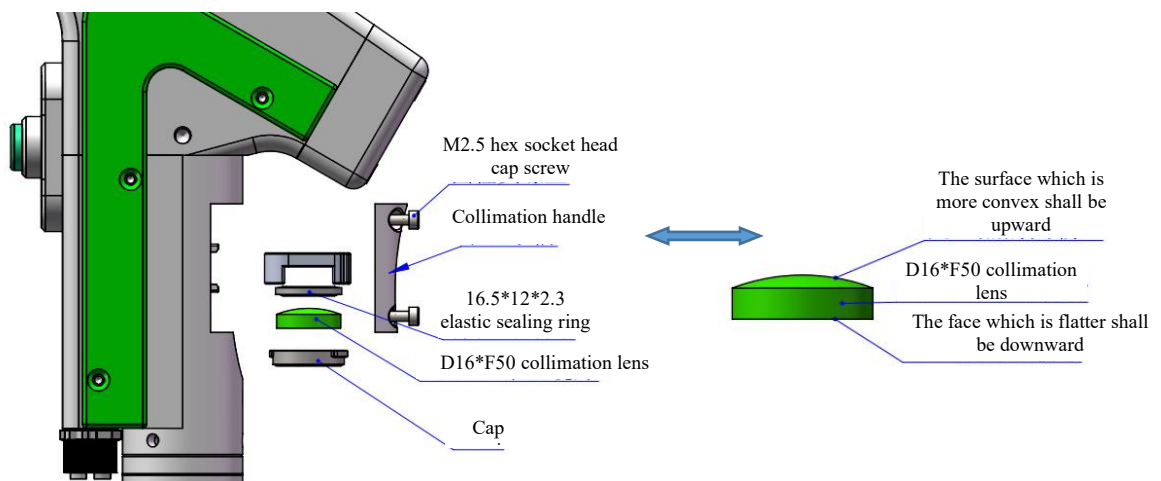 M2.5 hex socket head
cap screw
Collimation handle
16.5*12*2.3
elastic sealing ring
D16*F50 collimation lens
Cap
The surface which is
more convex shall be
upward
D16*F50 collimation
lens
The face which is flatter shall
be downward